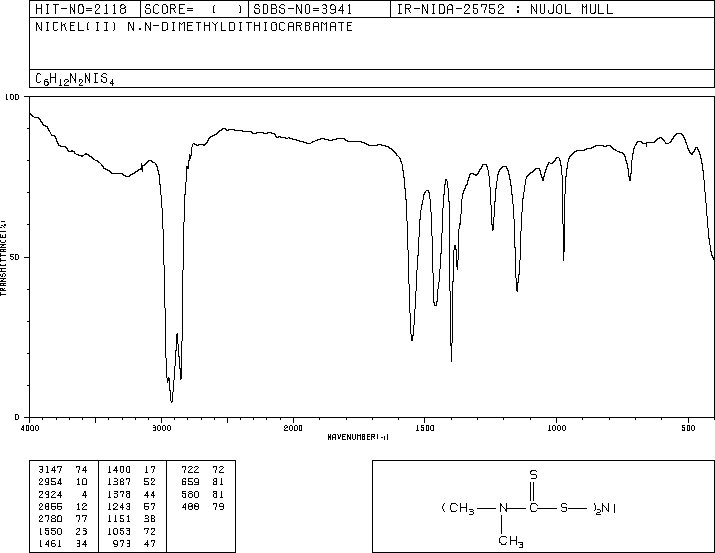 HIT-NO=2118 SCORE= ( ) SDBS-NO=3941 IR-NIDA-25752 : NUJOL MULL
NICKEL(II) N,N-DIMETHYLDITHIOCARBAMATE
C6H12N2NIS4
100
50
0
TRANSMITTANCE(%)
4000 3000 2000 1500 1000 500
WAVENUMBER(-1)
3147 74 1400 17 722 72
2954 10 1387 52 659 81
2924 4 1378 44 580 81
2855 12 1243 57 488 79
2780 77 1151 38
1550 23 1053 72
1461 34 973 47
S
(CH3 N C S )2NI
CH3